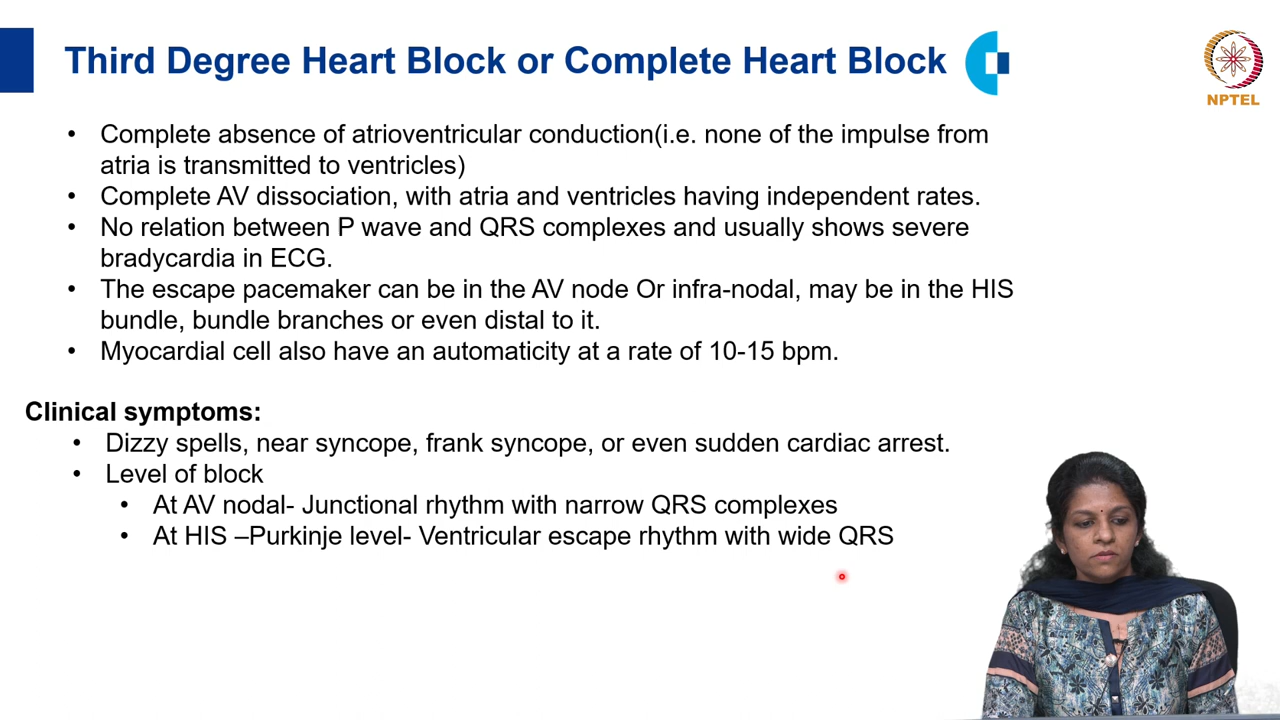 Third Degree Heart Block or Complete Heart Block
NPTEL
• Complete absence of atrioventricular conduction(i.e. none of the impulse from
atria is transmitted to ventricles)
• Complete AV dissociation, with atria and ventricles having independent rates.
• No relation between P wave and QRS complexes and usually shows severe
bradycardia in ECG.
• The escape pacemaker can be in the AV node Or infra-nodal, may be in the HIS
bundle, bundle branches or even distal to it.
• Myocardial cell also have an automaticity at a rate of 10-15 bpm.
Clinical symptoms:
• Dizzy spells, near syncope, frank syncope, or even sudden cardiac arrest.
• Level of block
• At AV nodal- Junctional rhythm with narrow QRS complexes
• At HIS –Purkinje level- Ventricular escape rhythm with wide QRS